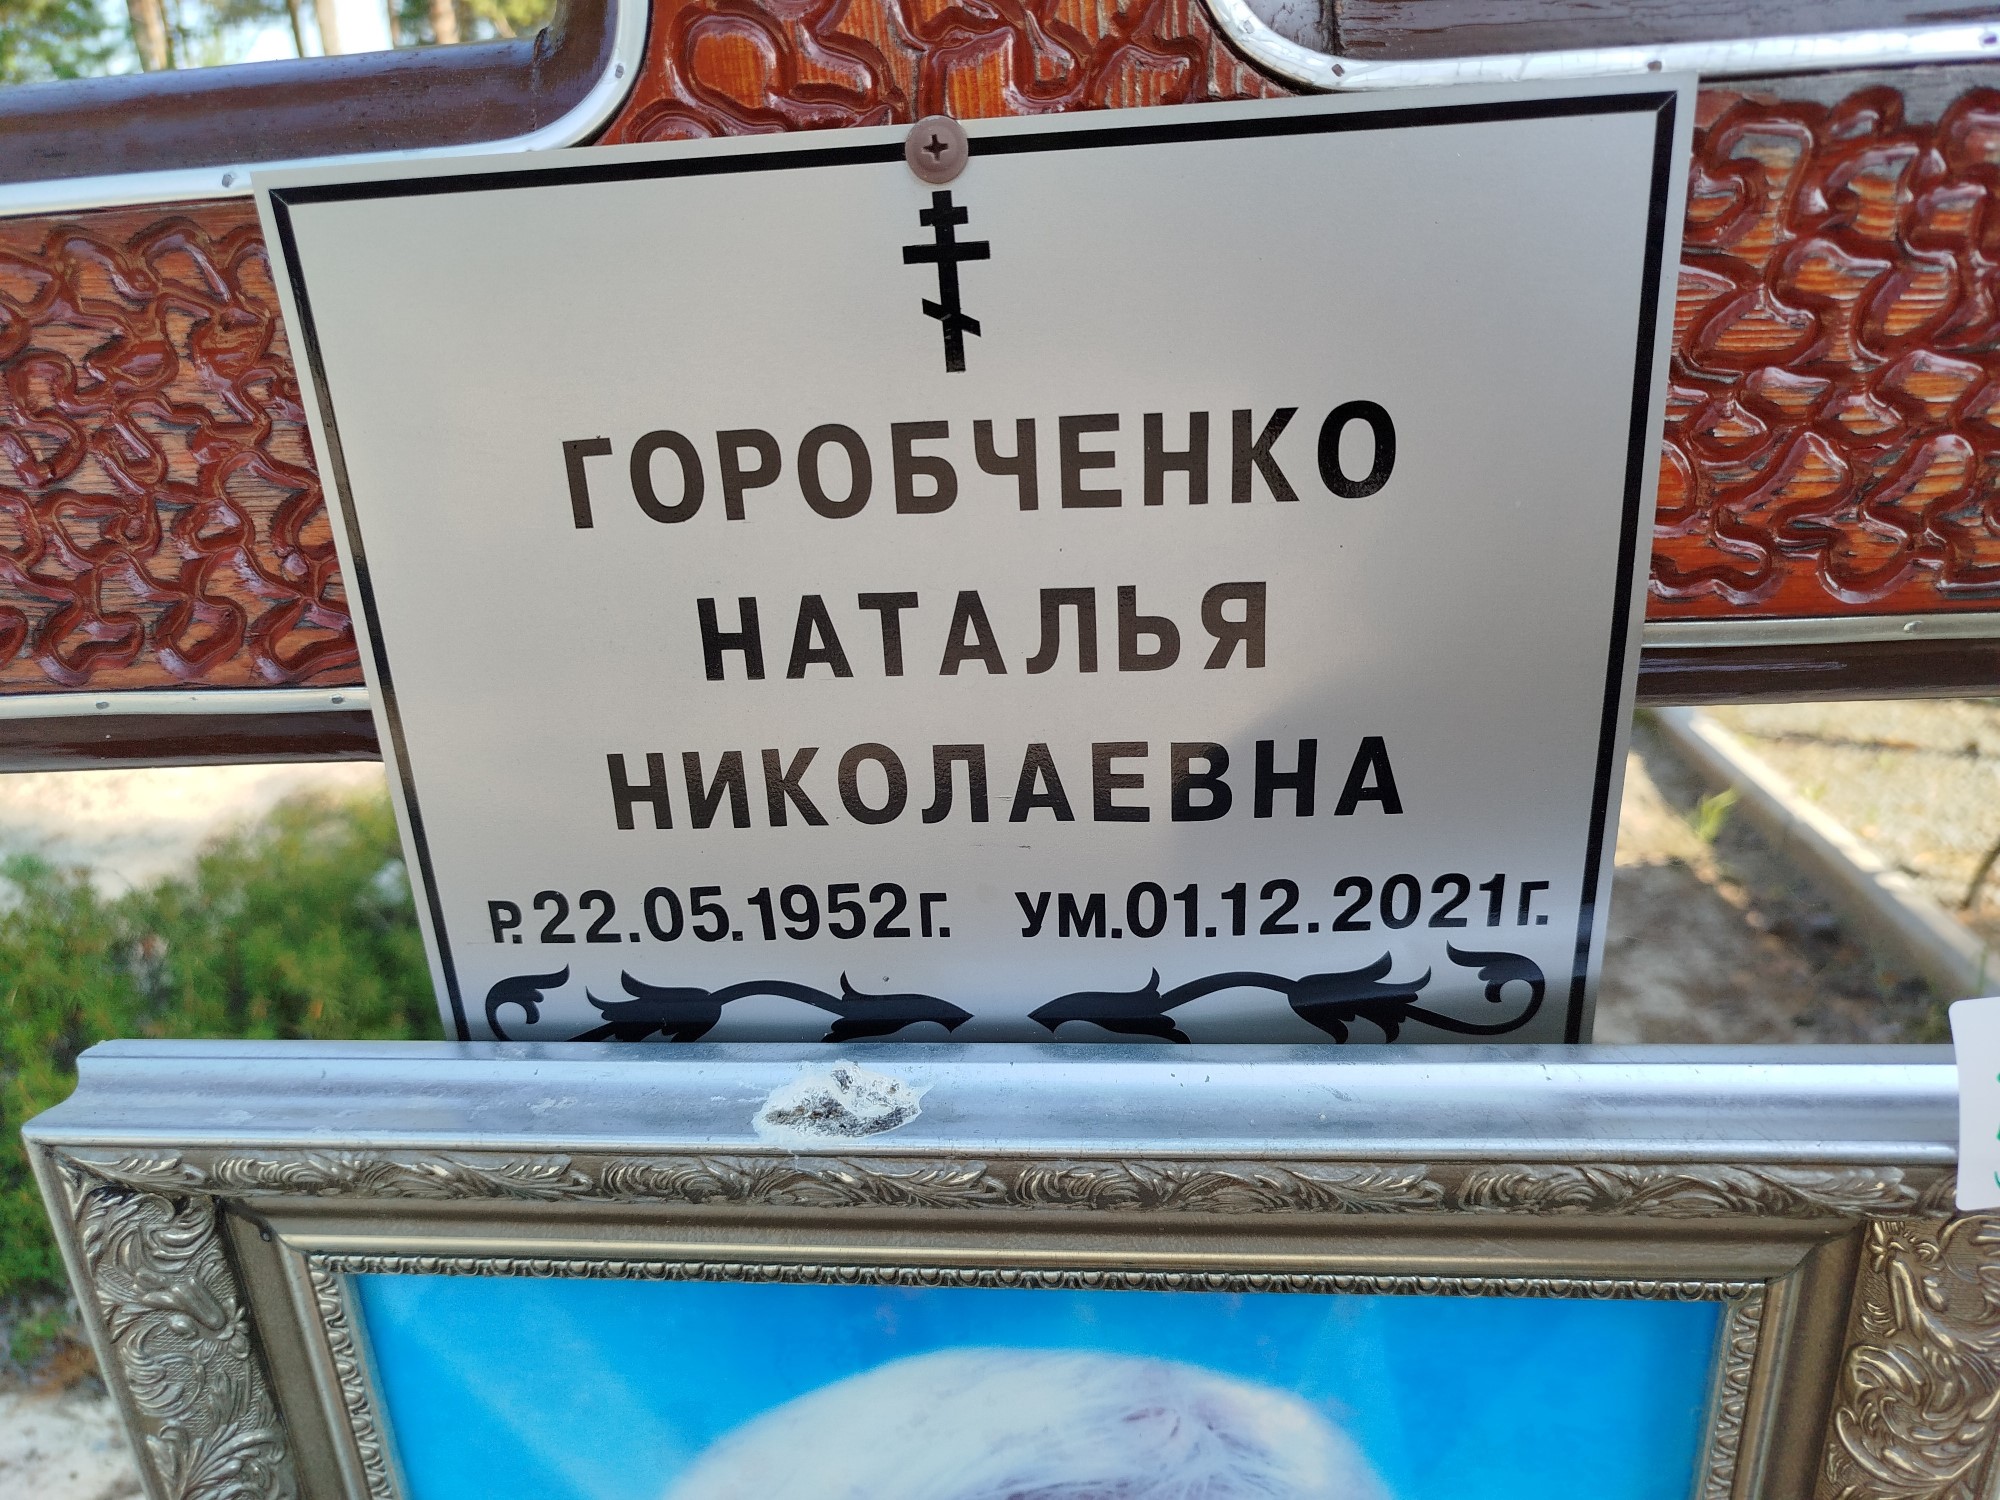 ГОРОБЧЕНКО
НАТАЛЬЯ
НИКОЛАЕВНА
Р.22.05.1952Г. УМ.01.12.2021Г.